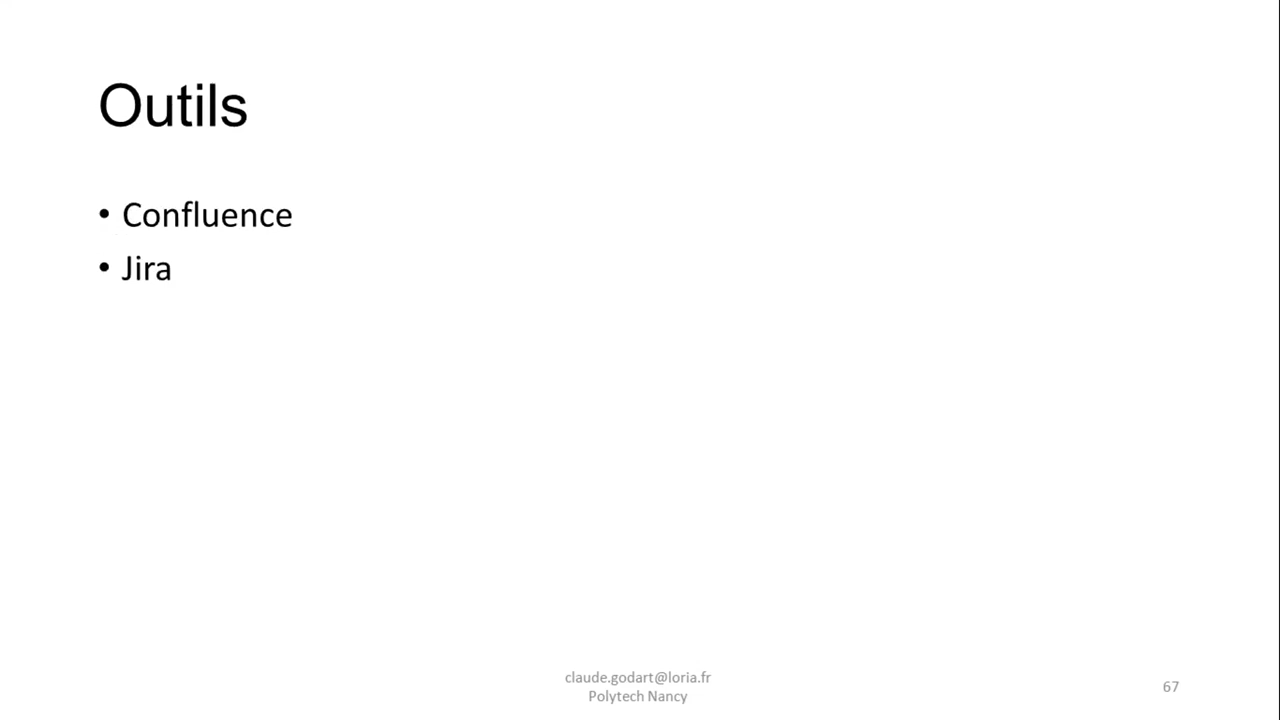 Outils
• Confluence
• Jira
claude.godart@loria.fr
Polytech Nancy
67